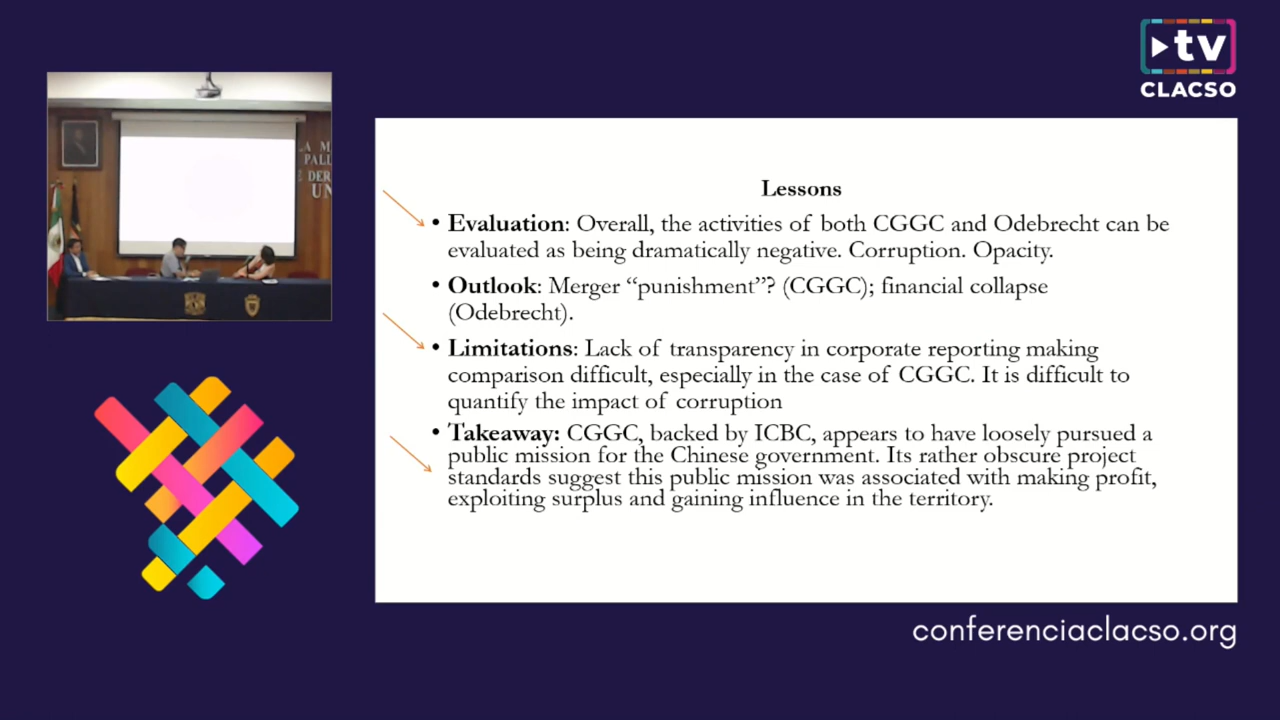 tv
CLACSO
LA M
PALL
E DER
UN
Lessons
• Evaluation: Overall, the activities of both CGGC and Odebrecht can be
evaluated as being dramatically negative. Corruption. Opacity.
• Outlook: Merger “punishment”? (CGGC); financial collapse
(Odebrecht).
• Limitations: Lack of transparency in corporate reporting making
comparison difficult, especially in the case of CGGC. It is difficult to
quantify the impact of corruption
• Takeaway: CGGC, backed by ICBC, appears to have loosely pursued a
public mission for the Chinese government. Its rather obscure project
standards suggest this public mission was associated with making profit,
exploiting surplus and gaining influence in the territory.
conferenciaclacso.org